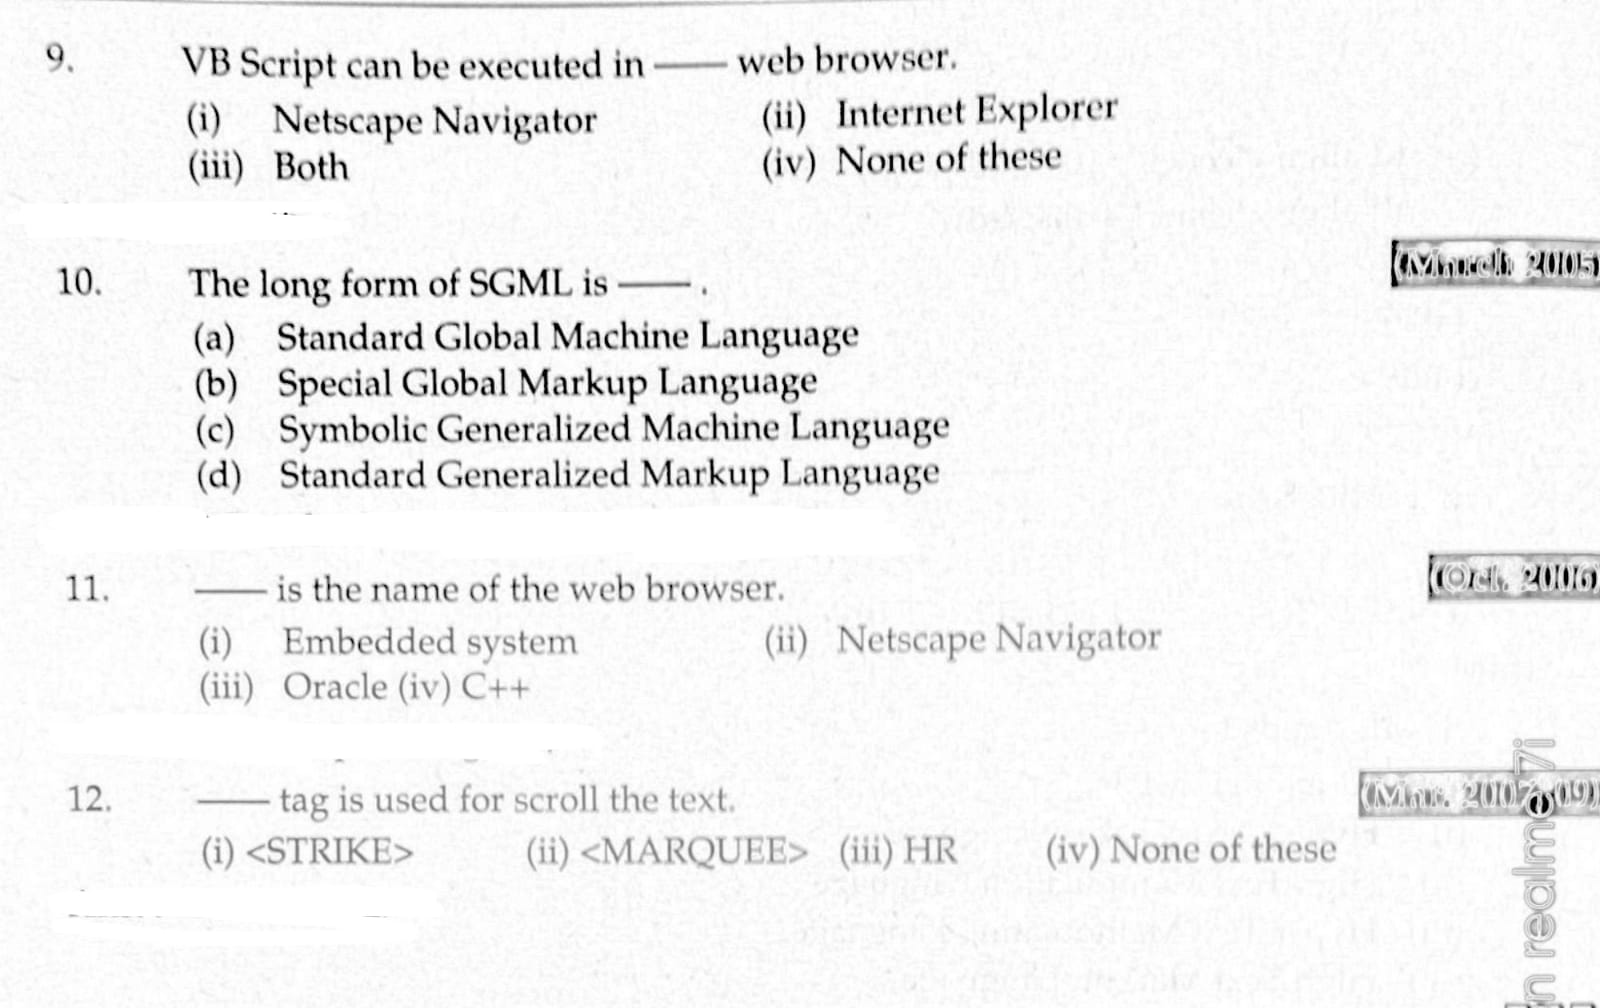 9. VB Script can be executed in —— web browser.
(i) Netscape Navigator (ii) Internet Explorer
(iii) Both (iv) None of these
(March 2005)
10. The long form of SGML is ——.
(a) Standard Global Machine Language
(b) Special Global Markup Language
(c) Symbolic Generalized Machine Language
(d) Standard Generalized Markup Language
(Oct. 2006)
11. —— is the name of the web browser.
(i) Embedded system (ii) Netscape Navigator
(iii) Oracle (iv) C++
(Mar. 2007, 09)
12. —— tag is used for scroll the text.
(i) <STRIKE> (ii) <MARQUEE> (iii) HR (iv) None of these
n realme 7i